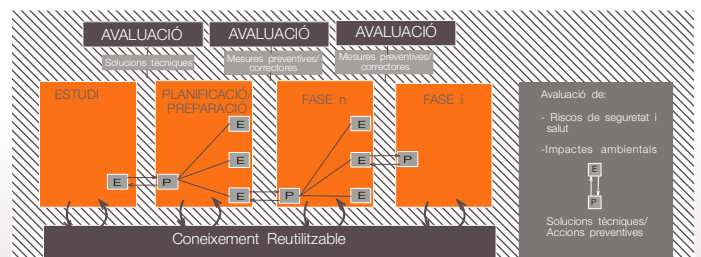 AVALUACIÓ
AVALUACIÓ
AVALUACIÓ
Solucions tècniques
Mesures preventives/
correctores
Mesures preventives/
correctores
ESTUDI
PLANIFICACIÓ/
PREPARACIÓ
FASE n
FASE i
E
P
E
E
E
P
E
E
E
P
Coneixement Reutilitzable
Avaluació de:
- Riscos de seguretat i
salut
-Impactes ambientals
E
P
Solucions tècniques/
Accions preventives